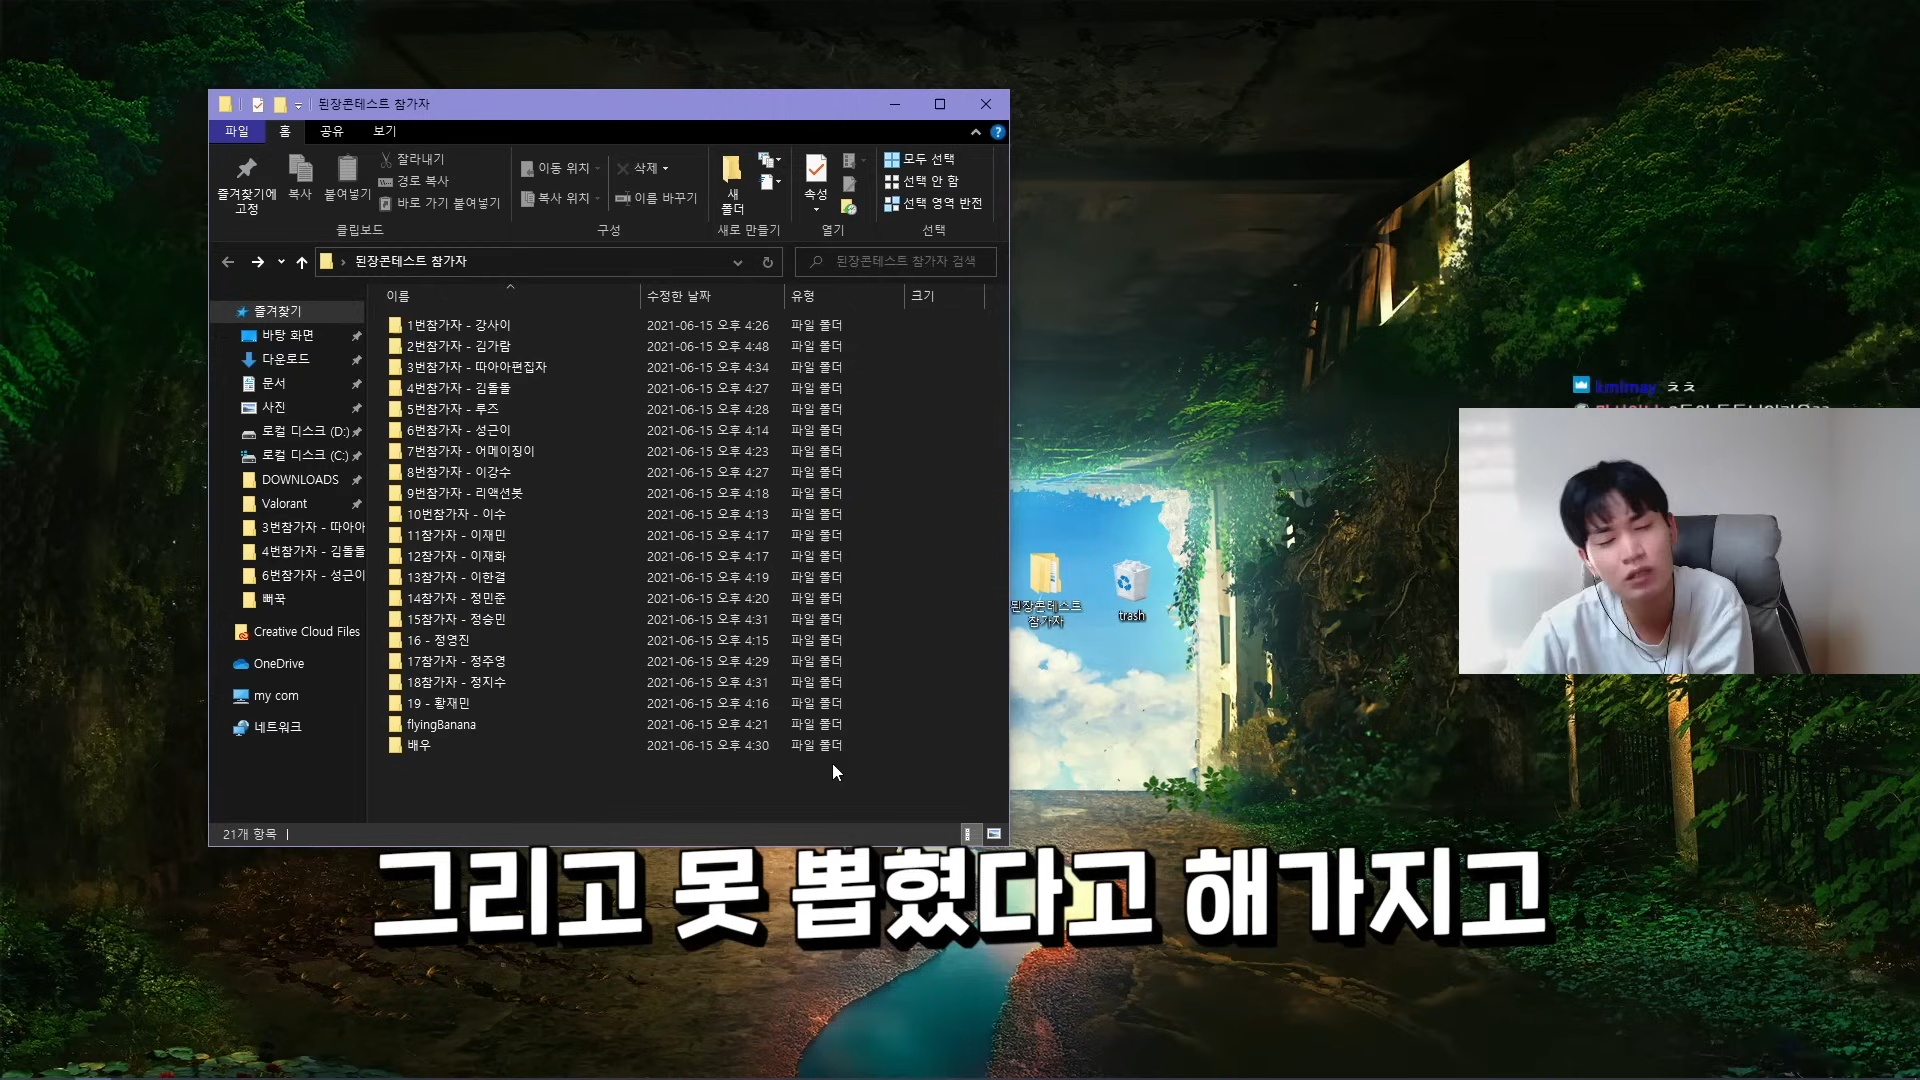 된장콘테스트 참가자
파일 홈 공유 보기
즐겨찾기에 고정
복사
붙여넣기
잘라내기
경로 복사
바로 가기 붙여넣기
클립보드
이동 위치
복사 위치
삭제
이름 바꾸기
구성
새 폴더
새로 만들기
속성
열기
모두 선택
선택 안 함
선택 영역 반전
선택
된장콘테스트 참가자
된장콘테스트 참가자 검색
즐겨찾기
바탕 화면
다운로드
문서
사진
로컬 디스크 (D:)
로컬 디스크 (C:)
DOWNLOADS
Valorant
3번참가자 - 따아아
4번참가자 - 김돌돌
6번참가자 - 성근이
뻐꾹
Creative Cloud Files
OneDrive
my com
네트워크
이름 수정한 날짜 유형 크기
1번참가자 - 강사이 2021-06-15 오후 4:26 파일 폴더
2번참가자 - 김가람 2021-06-15 오후 4:48 파일 폴더
3번참가자 - 따아아편집자 2021-06-15 오후 4:34 파일 폴더
4번참가자 - 김돌돌 2021-06-15 오후 4:27 파일 폴더
5번참가자 - 루즈 2021-06-15 오후 4:28 파일 폴더
6번참가자 - 성근이 2021-06-15 오후 4:14 파일 폴더
7번참가자 - 어메이징이 2021-06-15 오후 4:23 파일 폴더
8번참가자 - 이강수 2021-06-15 오후 4:27 파일 폴더
9번참가자 - 리액션봇 2021-06-15 오후 4:18 파일 폴더
10번참가자 - 이수 2021-06-15 오후 4:13 파일 폴더
11참가자 - 이재민 2021-06-15 오후 4:17 파일 폴더
12참가자 - 이재화 2021-06-15 오후 4:17 파일 폴더
13참가자 - 이한결 2021-06-15 오후 4:19 파일 폴더
14참가자 - 정민준 2021-06-15 오후 4:20 파일 폴더
15참가자 - 정승민 2021-06-15 오후 4:31 파일 폴더
16 - 정영진 2021-06-15 오후 4:15 파일 폴더
17참가자 - 정주영 2021-06-15 오후 4:29 파일 폴더
18참가자 - 정지수 2021-06-15 오후 4:31 파일 폴더
19 - 황재민 2021-06-15 오후 4:16 파일 폴더
flyingBanana 2021-06-15 오후 4:21 파일 폴더
배우 2021-06-15 오후 4:30 파일 폴더
21개 항목
된장콘테스트
참가자
trash
kmlmay ㅊㅊ
그리고 못 뽑혔다고 해가지고